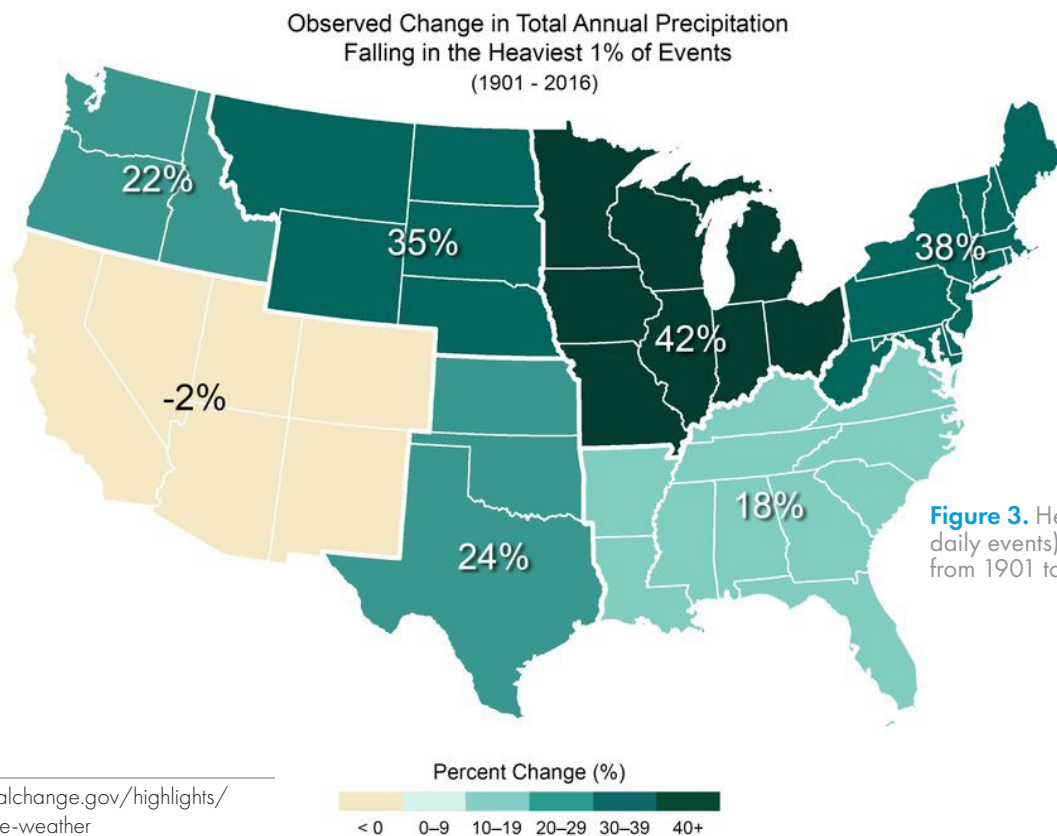 Observed Change in Total Annual Precipitation
Falling in the Heaviest 1% of Events
(1901 - 2016)
22%
35%
38%
42%
-2%
18%
24%
Figure 3.
daily events)
from 1901
Percent Change (%)
< 0 0–9 10–19 20–29 30–39 40+
alchange.gov/highlights/
e-weather